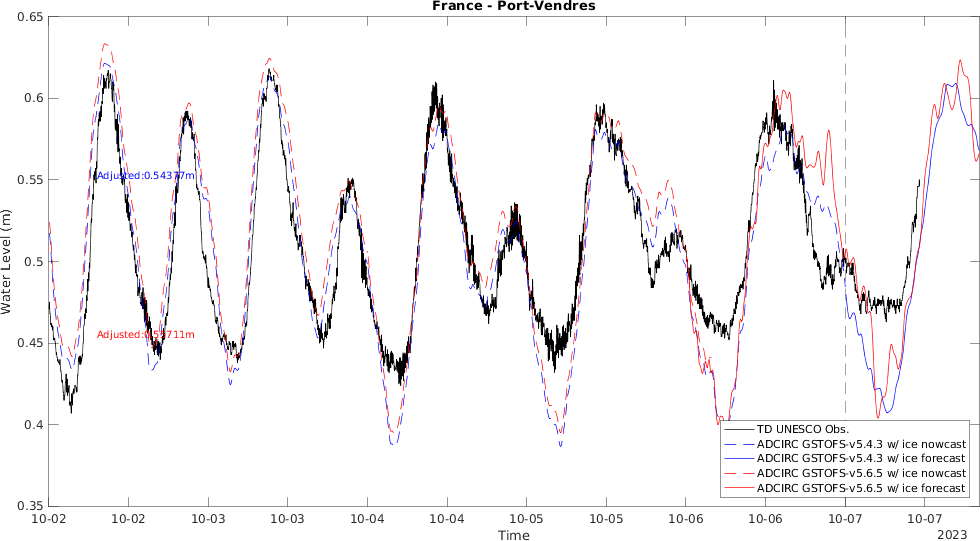 France - Port-Vendres
0.65
0.6
0.55
0.5
0.45
0.4
0.35
Water Level (m)
Adjusted:0.54377m
TD UNESCO Obs.
ADCIRC GSTOFS-v5.4.3 w/ ice nowcast
ADCIRC GSTOFS-v5.4.3 w/ ice forecast
ADCIRC GSTOFS-v5.6.5 w/ ice nowcast
ADCIRC GSTOFS-v5.6.5 w/ ice forecast
10-02 10-02 10-03 10-03 10-04 10-04 10-05 10-05 10-06 10-06 10-07 10-07
Time
2023